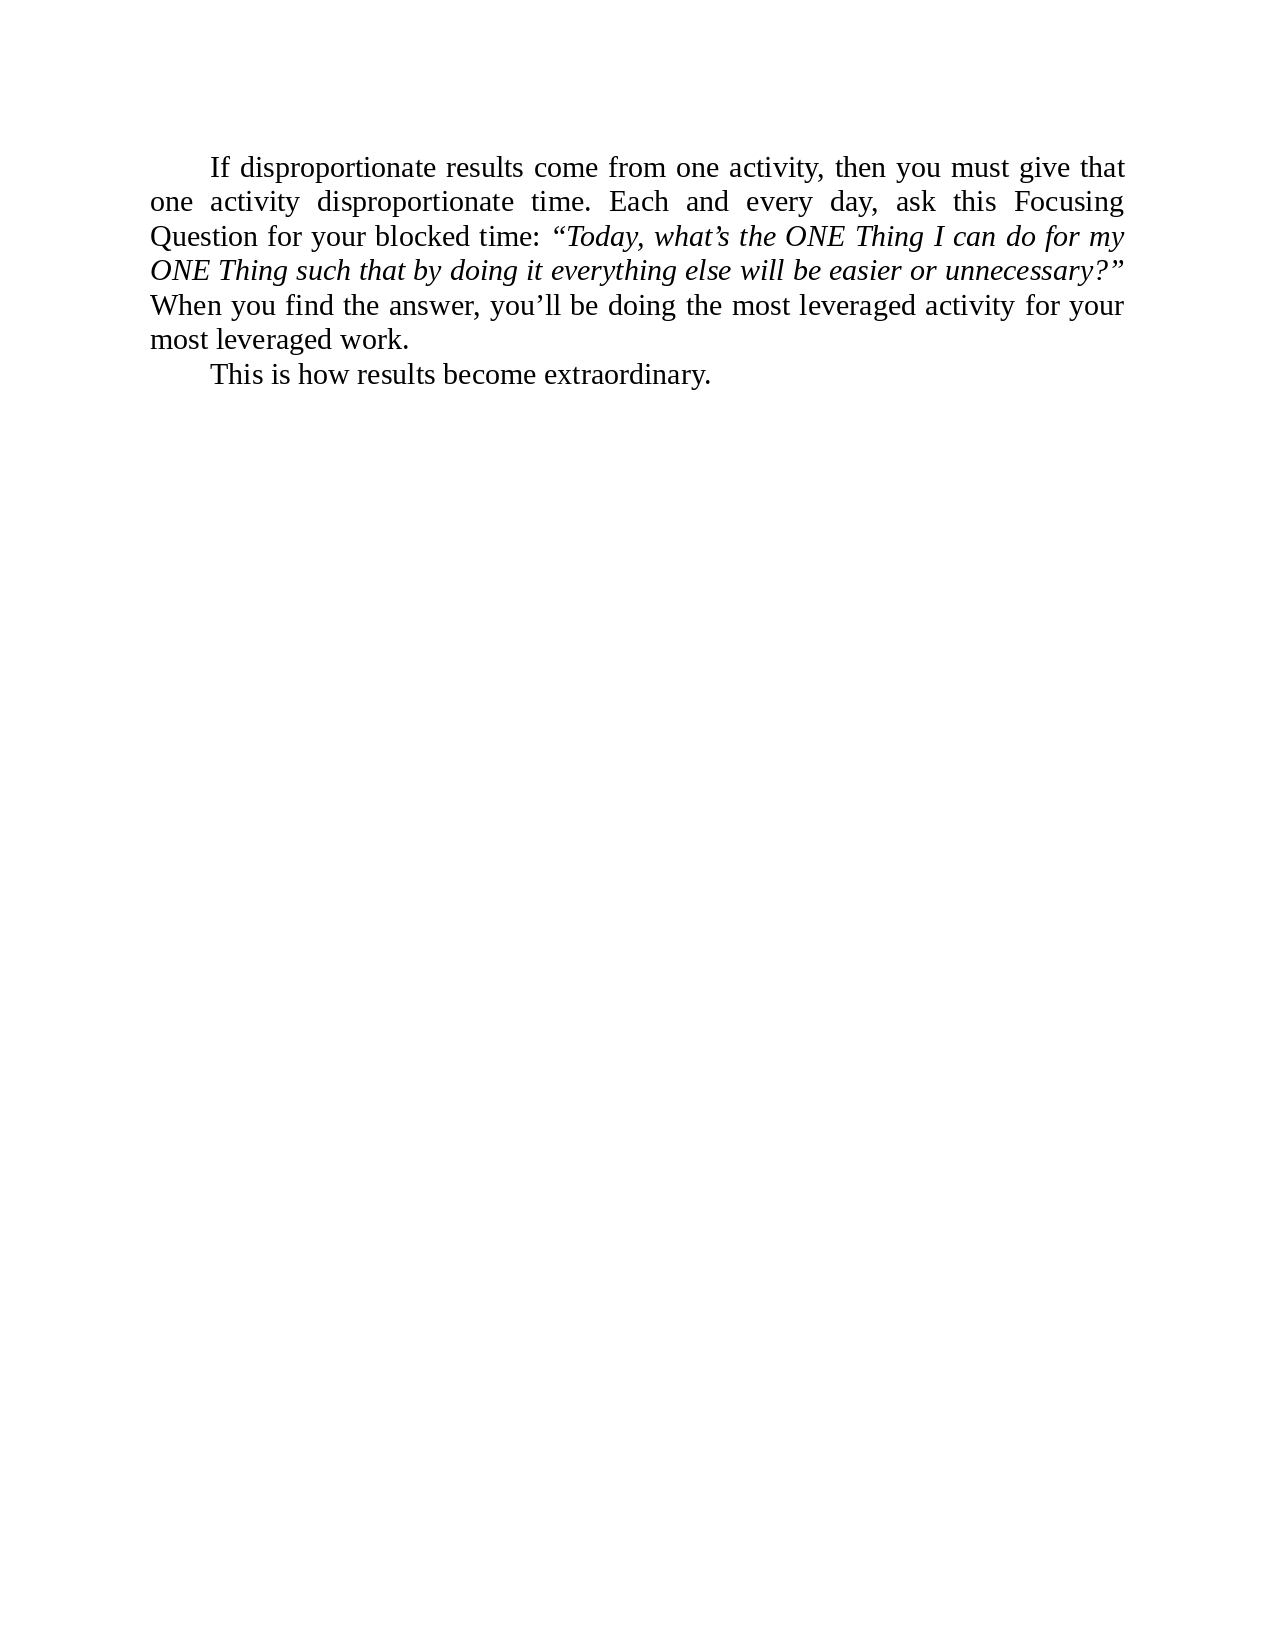 If disproportionate results come from one activity, then you must give that
one activity disproportionate time. Each and every day, ask this Focusing
Question for your blocked time: “Today, what’s the ONE Thing I can do for my
ONE Thing such that by doing it everything else will be easier or unnecessary?”
When you find the answer, you’ll be doing the most leveraged activity for your
most leveraged work.
This is how results become extraordinary.